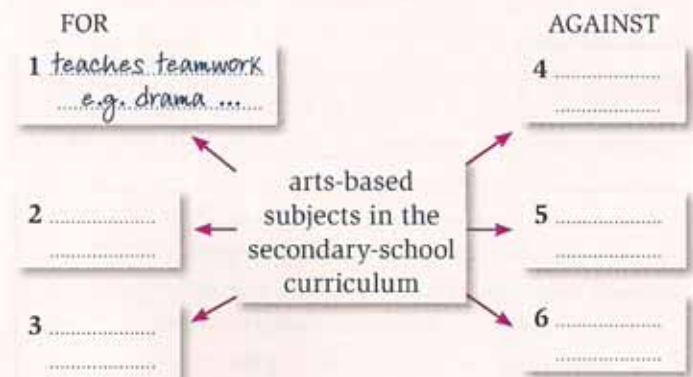 FOR
AGAINST
1 teaches teamwork
e.g. drama ...
4 ..................
..................
arts-based
subjects in the
secondary-school
curriculum
2 ..................
..................
5 ..................
..................
3 ..................
..................
6 ..................
..................